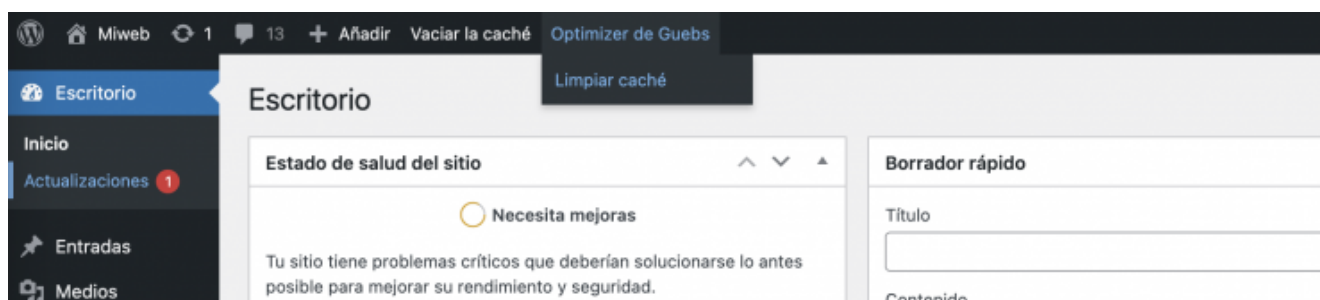 Miweb 1 13 + Añadir Vaciar la caché Optimizer de Guebs
Limpiar caché
Escritorio
Inicio
Actualizaciones 1
Entradas
Medios
Escritorio
Estado de salud del sitio
Necesita mejoras
Tu sitio tiene problemas críticos que deberían solucionarse lo antes
posible para mejorar su rendimiento y seguridad.
Borrador rápido
Título
Contenido